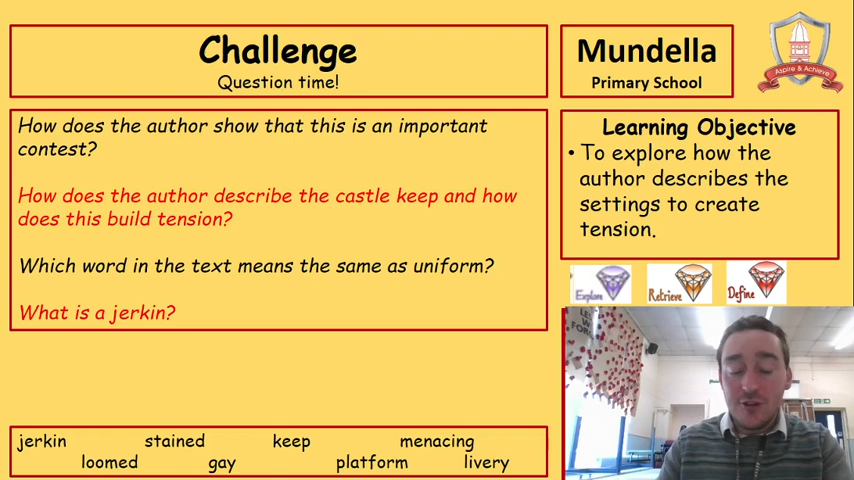 Challenge
Question time!
Mundella
Primary School
Aspire & Achieve
How does the author show that this is an important
contest?
How does the author describe the castle keep and how
does this build tension?
Which word in the text means the same as uniform?
What is a jerkin?
Learning Objective
• To explore how the
author describes the
settings to create
tension.
Explore
Retrieve
Define
jerkin stained keep menacing
loomed gay platform livery